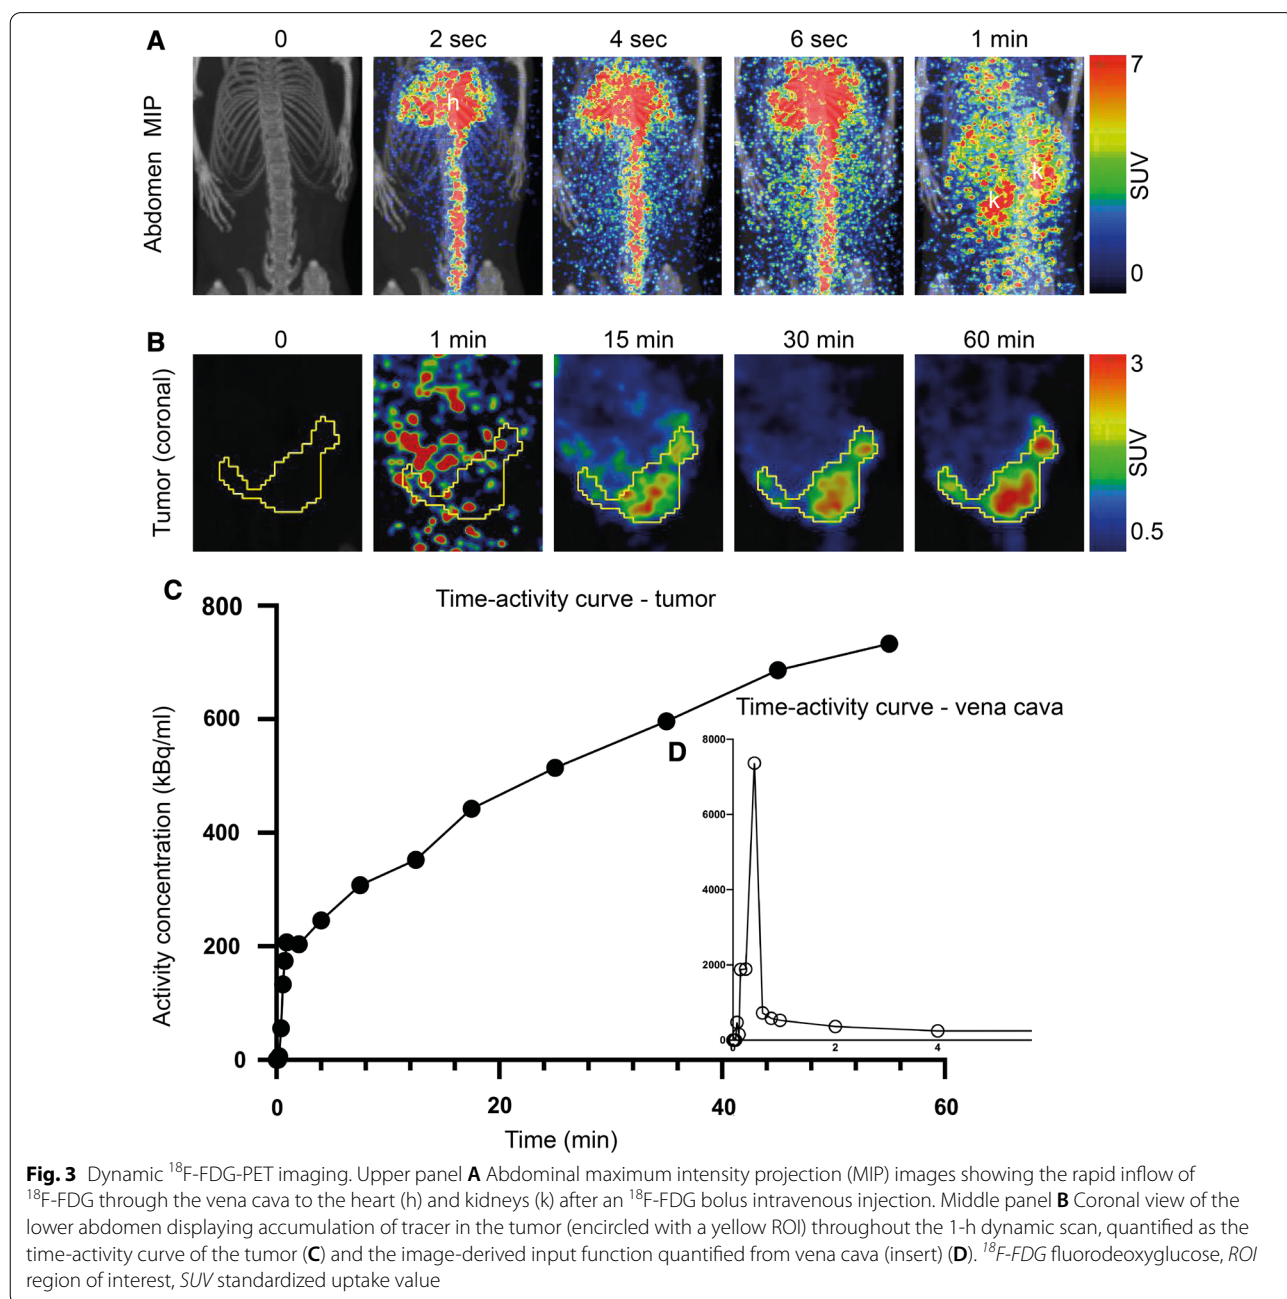 A
0
2 sec
4 sec
6 sec
1 min
Abdomen MIP
h
k
k
7
SUV
0
B
0
1 min
15 min
30 min
60 min
Tumor (coronal)
3
SUV
0.5
C
Time-activity curve - tumor
800
600
400
200
0
Activity concentration (kBq/ml)
0
20
40
60
Time (min)
Time-activity curve - vena cava
D
8000
6000
4000
2000
0
0
2
4
Fig. 3 Dynamic ¹⁸F-FDG-PET imaging. Upper panel A Abdominal maximum intensity projection (MIP) images showing the rapid inflow of
¹⁸F-FDG through the vena cava to the heart (h) and kidneys (k) after an ¹⁸F-FDG bolus intravenous injection. Middle panel B Coronal view of the
lower abdomen displaying accumulation of tracer in the tumor (encircled with a yellow ROI) throughout the 1-h dynamic scan, quantified as the
time-activity curve of the tumor (C) and the image-derived input function quantified from vena cava (insert) (D). ¹⁸F-FDG fluorodeoxyglucose, ROI
region of interest, SUV standardized uptake value